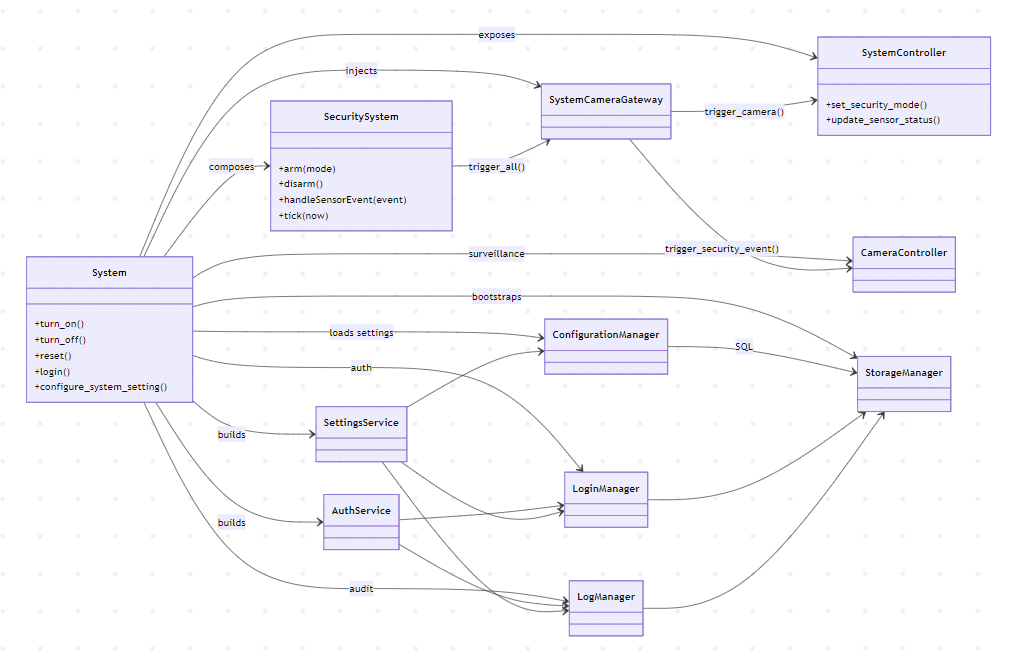 exposes
SystemController
+set_security_mode()
+update_sensor_status()
injects
SystemCameraGateway
trigger_camera()
SecuritySystem
+arm(mode)
+disarm()
+handleSensorEvent(event)
+tick(now)
composes
trigger_all()
trigger_security_event()
CameraController
surveillance
System
+turn_on()
+turn_off()
+reset()
+login()
+configure_system_setting()
bootstraps
loads settings
ConfigurationManager
SQL
StorageManager
auth
SettingsService
builds
LoginManager
AuthService
builds
audit
LogManager